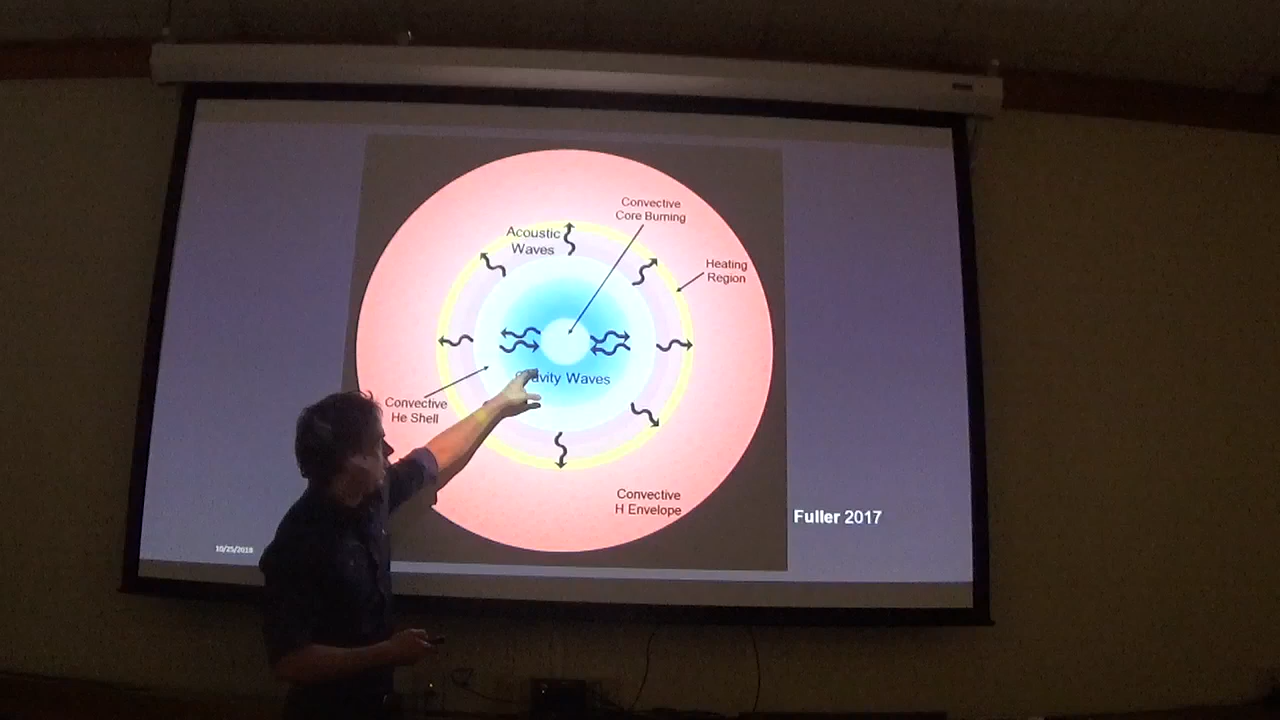 Convective
Core Burning
Acoustic
Waves
Heating
Region
Gravity Waves
Convective
He Shell
Convective
H Envelope
Fuller 2017
10/25/2018